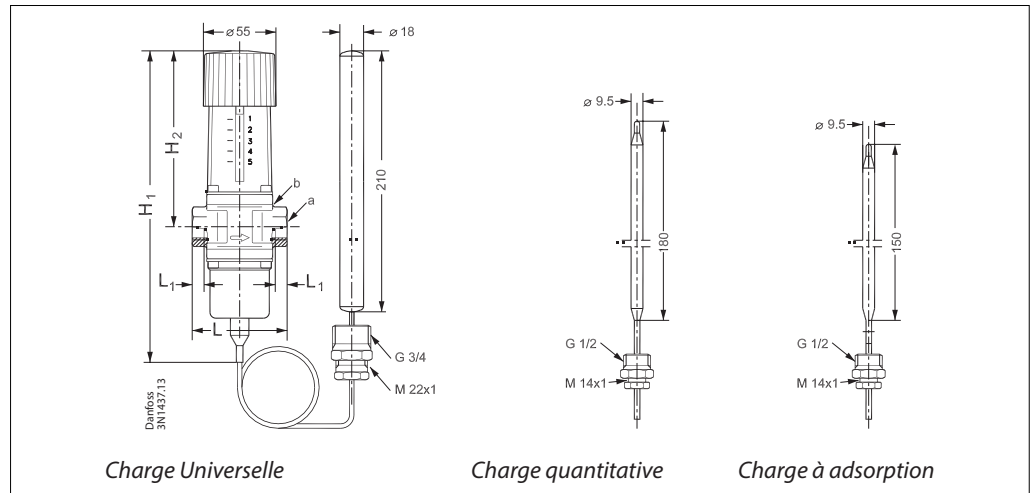 ⌀ 55
⌀ 18
1
2
3
4
5
H2
H1
b
a
L1
L1
L
210
G 3/4
M 22x1
Danfoss
3N1437.13
Charge Universelle
⌀ 9.5
180
G 1/2
M 14x1
Charge quantitative
⌀ 9.5
150
G 1/2
M 14x1
Charge à adsorption